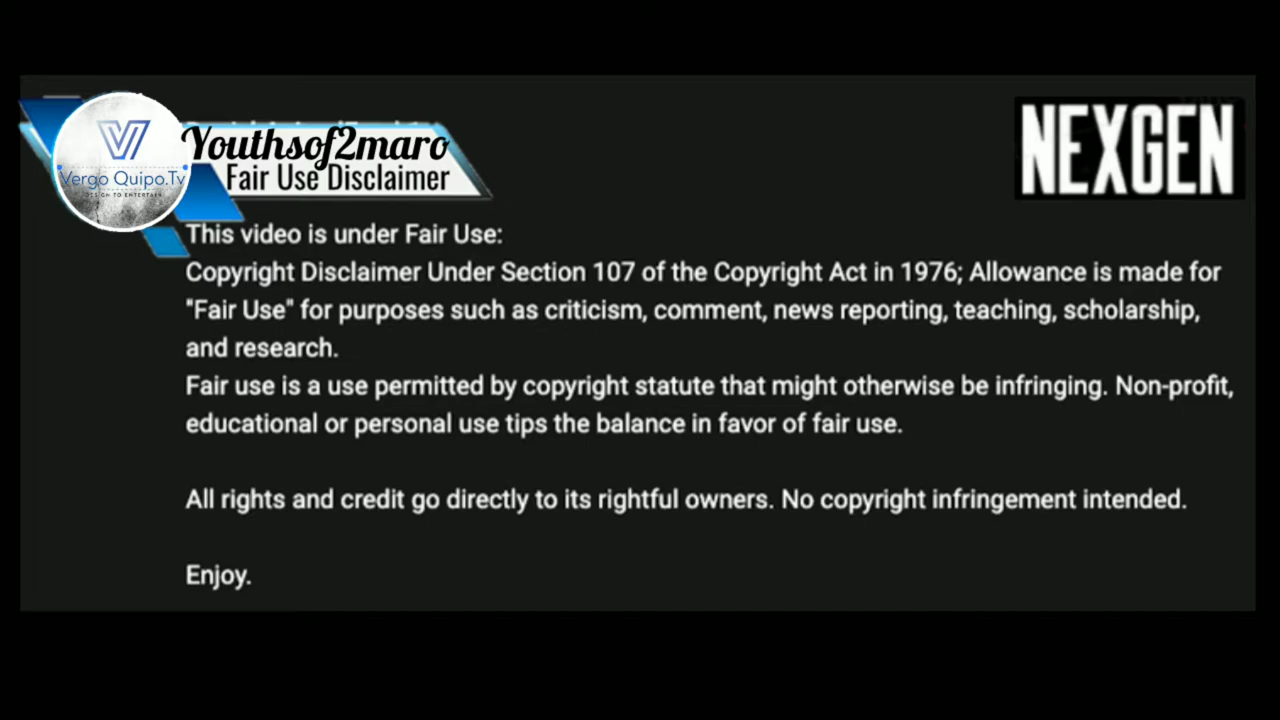 NEXGEN
Youthsof2maro
Fair Use Disclaimer
Vergo Quipo.Tv
DESIGN TO ENTERTAIN
This video is under Fair Use:
Copyright Disclaimer Under Section 107 of the Copyright Act in 1976; Allowance is made for
"Fair Use" for purposes such as criticism, comment, news reporting, teaching, scholarship,
and research.
Fair use is a use permitted by copyright statute that might otherwise be infringing. Non-profit,
educational or personal use tips the balance in favor of fair use.
All rights and credit go directly to its rightful owners. No copyright infringement intended.
Enjoy.